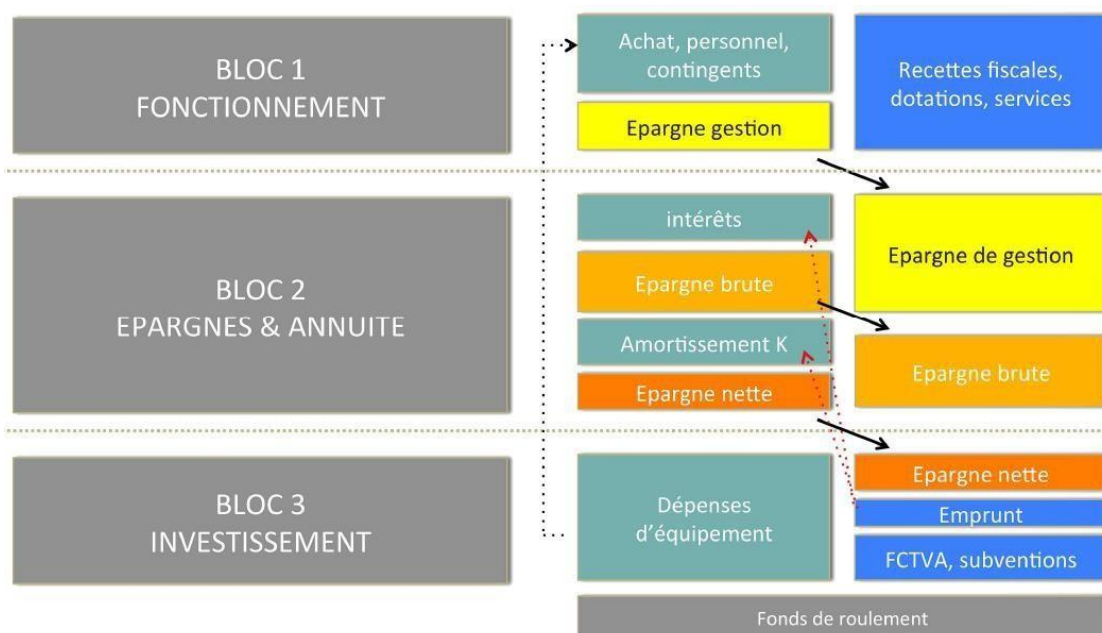 BLOC 1
FONCTIONNEMENT
Achat, personnel,
contingents
Epargne gestion
Recettes fiscales,
dotations, services
BLOC 2
EPARGNES & ANNUITE
intérêts
Epargne brute
Amortissement K
Epargne nette
Epargne de gestion
Epargne brute
BLOC 3
INVESTISSEMENT
Dépenses
d'équipement
Epargne nette
Emprunt
FCTVA, subventions
Fonds de roulement